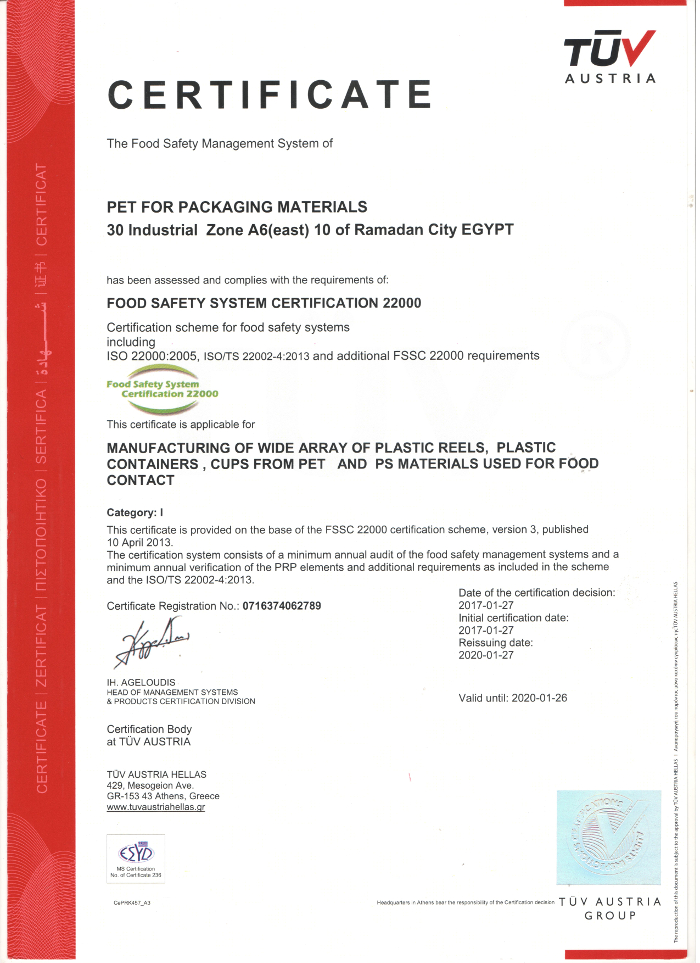 TÜV
AUSTRIA
CERTIFICATE
The Food Safety Management System of
PET FOR PACKAGING MATERIALS
30 Industrial Zone A6(east) 10 of Ramadan City EGYPT
has been assessed and complies with the requirements of:
FOOD SAFETY SYSTEM CERTIFICATION 22000
Certification scheme for food safety systems
including
ISO 22000:2005, ISO/TS 22002-4:2013 and additional FSSC 22000 requirements
Food Safety System
Certification 22000
This certificate is applicable for
MANUFACTURING OF WIDE ARRAY OF PLASTIC REELS, PLASTIC
CONTAINERS , CUPS FROM PET AND PS MATERIALS USED FOR FOOD
CONTACT
Category: I
This certificate is provided on the base of the FSSC 22000 certification scheme, version 3, published
10 April 2013.
The certification system consists of a minimum annual audit of the food safety management systems and a
minimum annual verification of the PRP elements and additional requirements as included in the scheme
and the ISO/TS 22002-4:2013.
Certificate Registration No.: 0716374062789
Date of the certification decision:
2017-01-27
Initial certification date:
2017-01-27
Reissuing date:
2020-01-27
Valid until: 2020-01-26
IH. AGELOUDIS
HEAD OF MANAGEMENT SYSTEMS
& PRODUCTS CERTIFICATION DIVISION
Certification Body
at TÜV AUSTRIA
TÜV AUSTRIA HELLAS
429, Mesogeion Ave.
GR-153 43 Athens, Greece
www.tuvaustriahellas.gr
ESYD
MS Certification
No. of Certificate 236
CePRK457_A3
Headquarters in Athens bear the responsibility of the Certification decision
TÜV AUSTRIA
GROUP
CERTIFICATE | ZERTIFICAT | ΠΙΣΤΟΠΟΙΗΤΙΚΟ | SERTIFICA | شهادة | 证书 | CERTIFICAT
The reproduction of this document is subject to the approval by TÜV AUSTRIA HELLAS